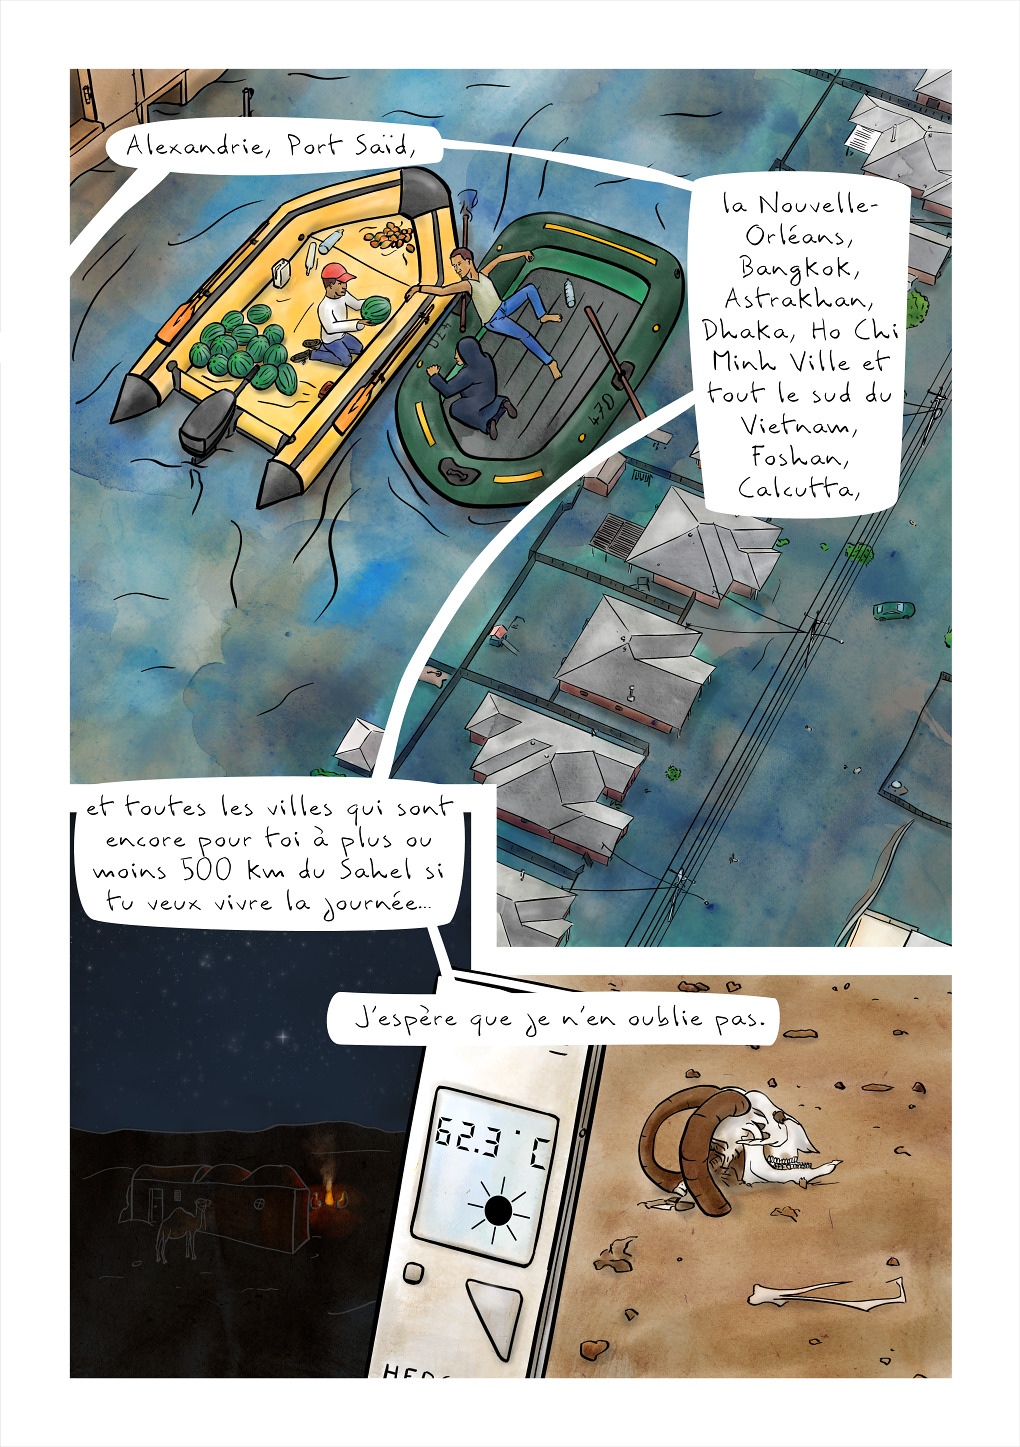 Alexandrie, Port Saïd,
la Nouvelle-
Orléans,
Bangkok,
Astrakhan,
Dhaka, Ho Chi
Minh Ville et
tout le sud du
Vietnam,
Foshan,
Calcutta,
et toutes les villes qui sont
encore pour toi à plus ou
moins 500 km du Sahel si
tu veux vivre la journée...
J'espère que je n'en oublie pas.
62.3 °C
47D